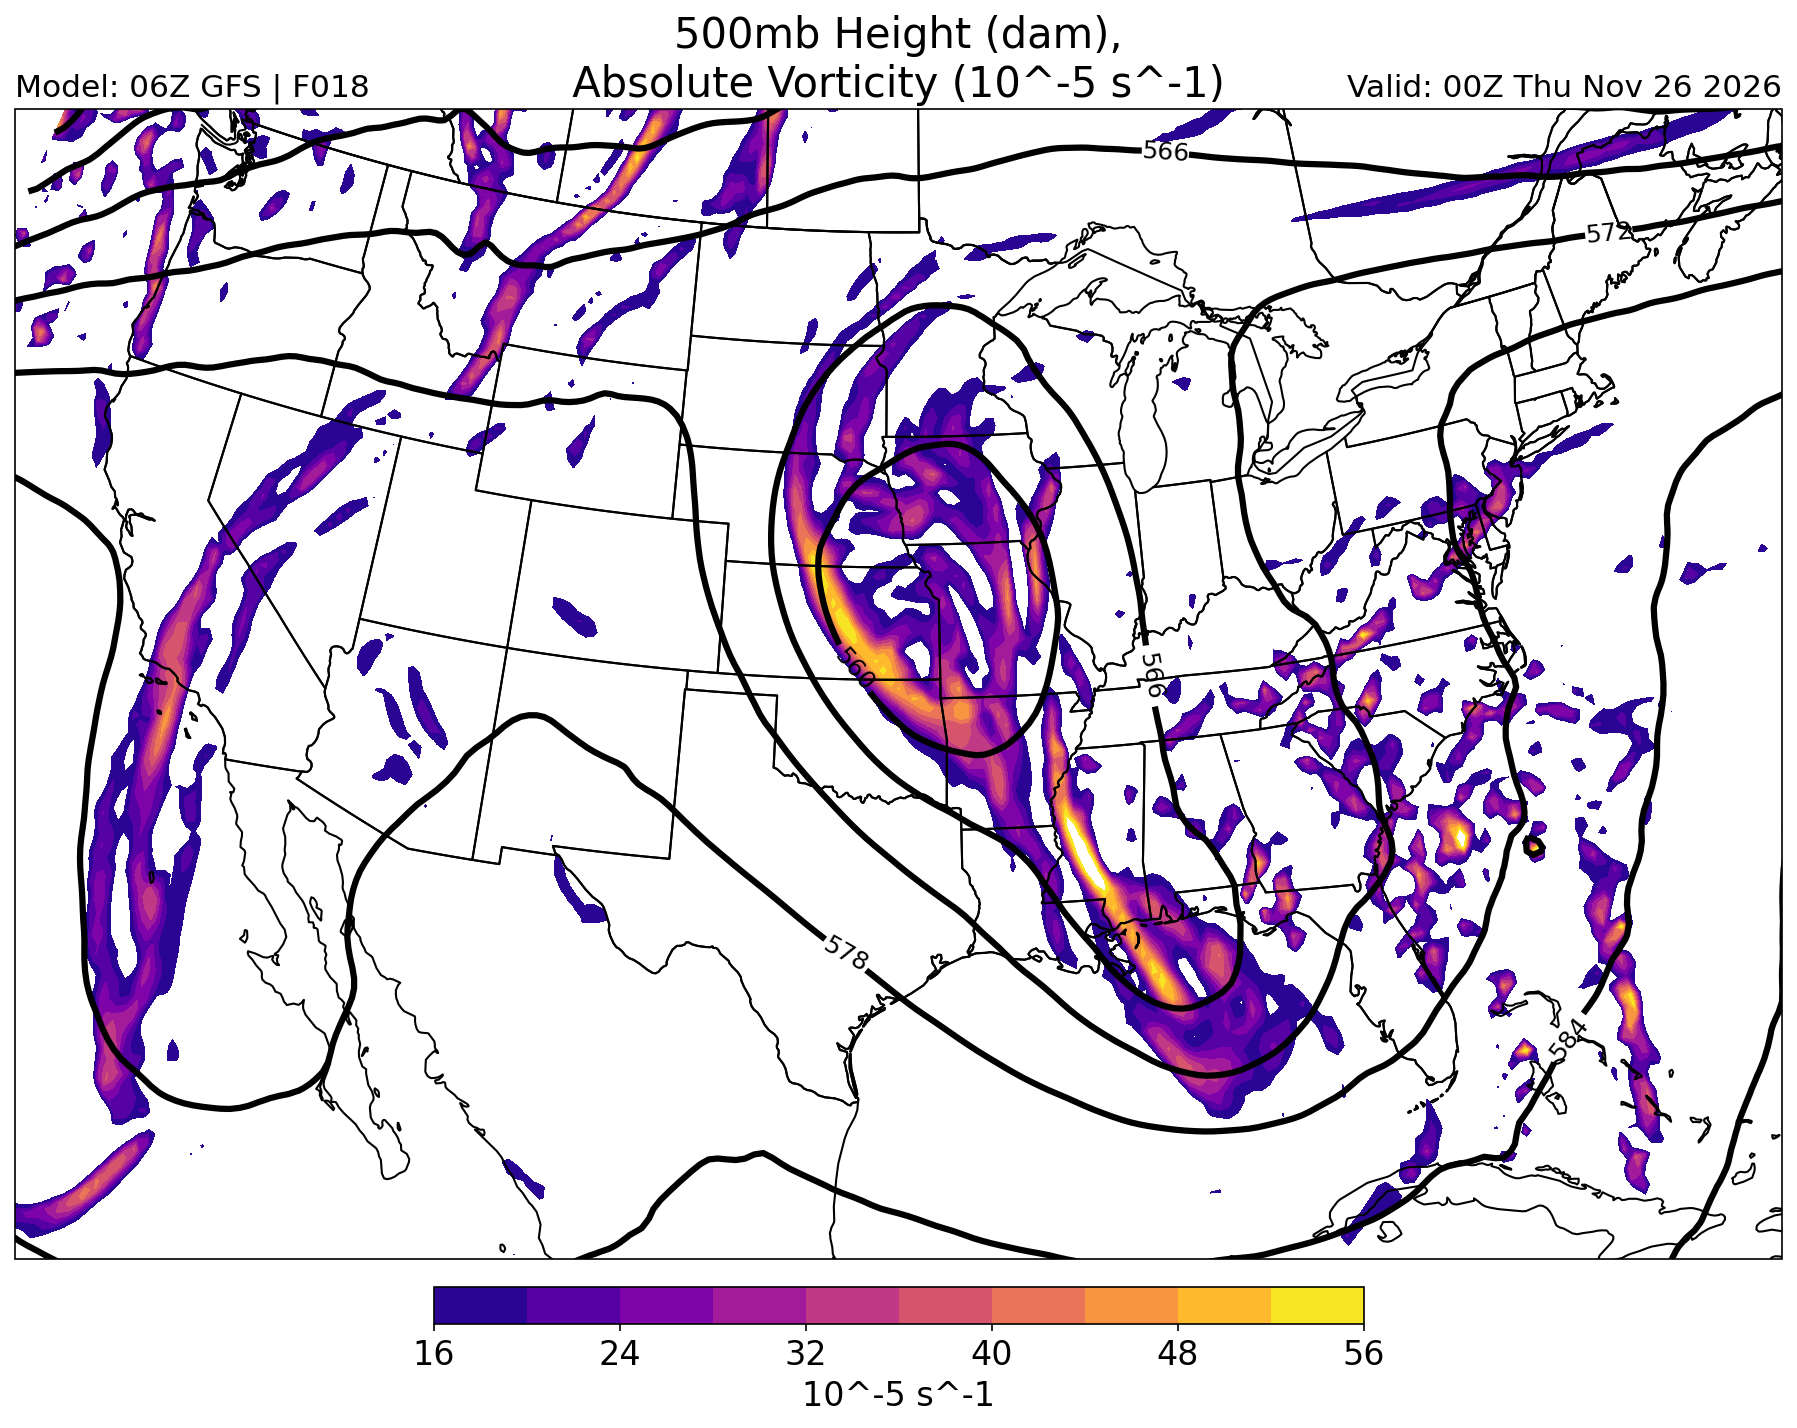 500mb Height (dam),
Absolute Vorticity (10^-5 s^-1)
Model: 06Z GFS | F018
Valid: 00Z Thu Nov 26 2026
566
572
560
566
578
584
16 24 32 40 48 56
10^-5 s^-1